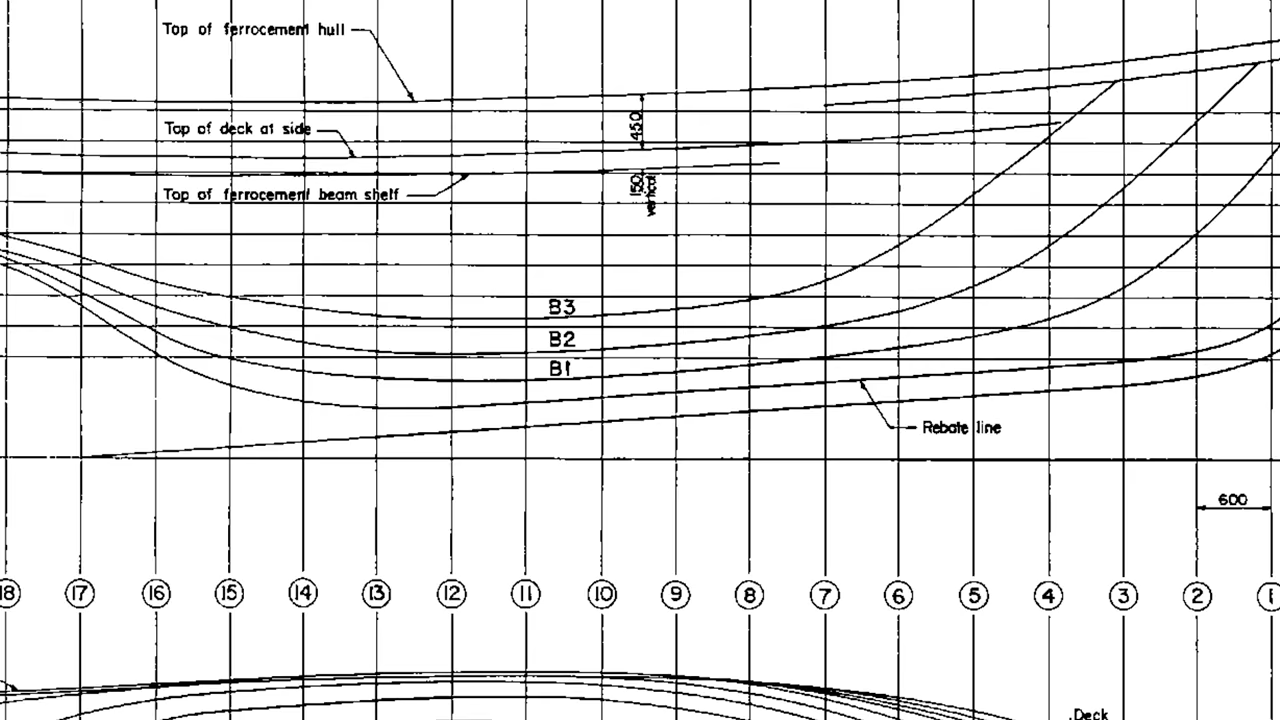 Top of ferrocement hull
Top of deck at side
450
Top of ferrocement beam shelf
150
vertical
B3
B2
B1
Rebate line
600
18 17 16 15 14 13 12 11 10 9 8 7 6 5 4 3 2 1
Deck